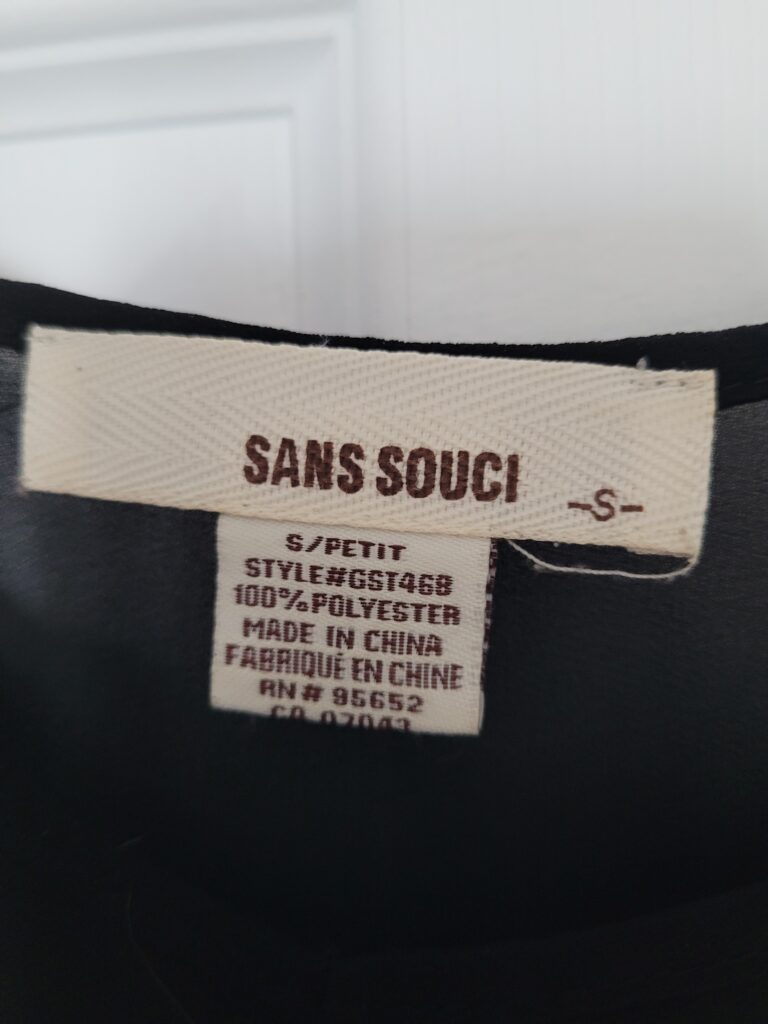 SANS SOUCI
-S-
S/PETIT
STYLE#GST468
100%POLYESTER
MADE IN CHINA
FABRIQUÉ EN CHINE
RN# 95652